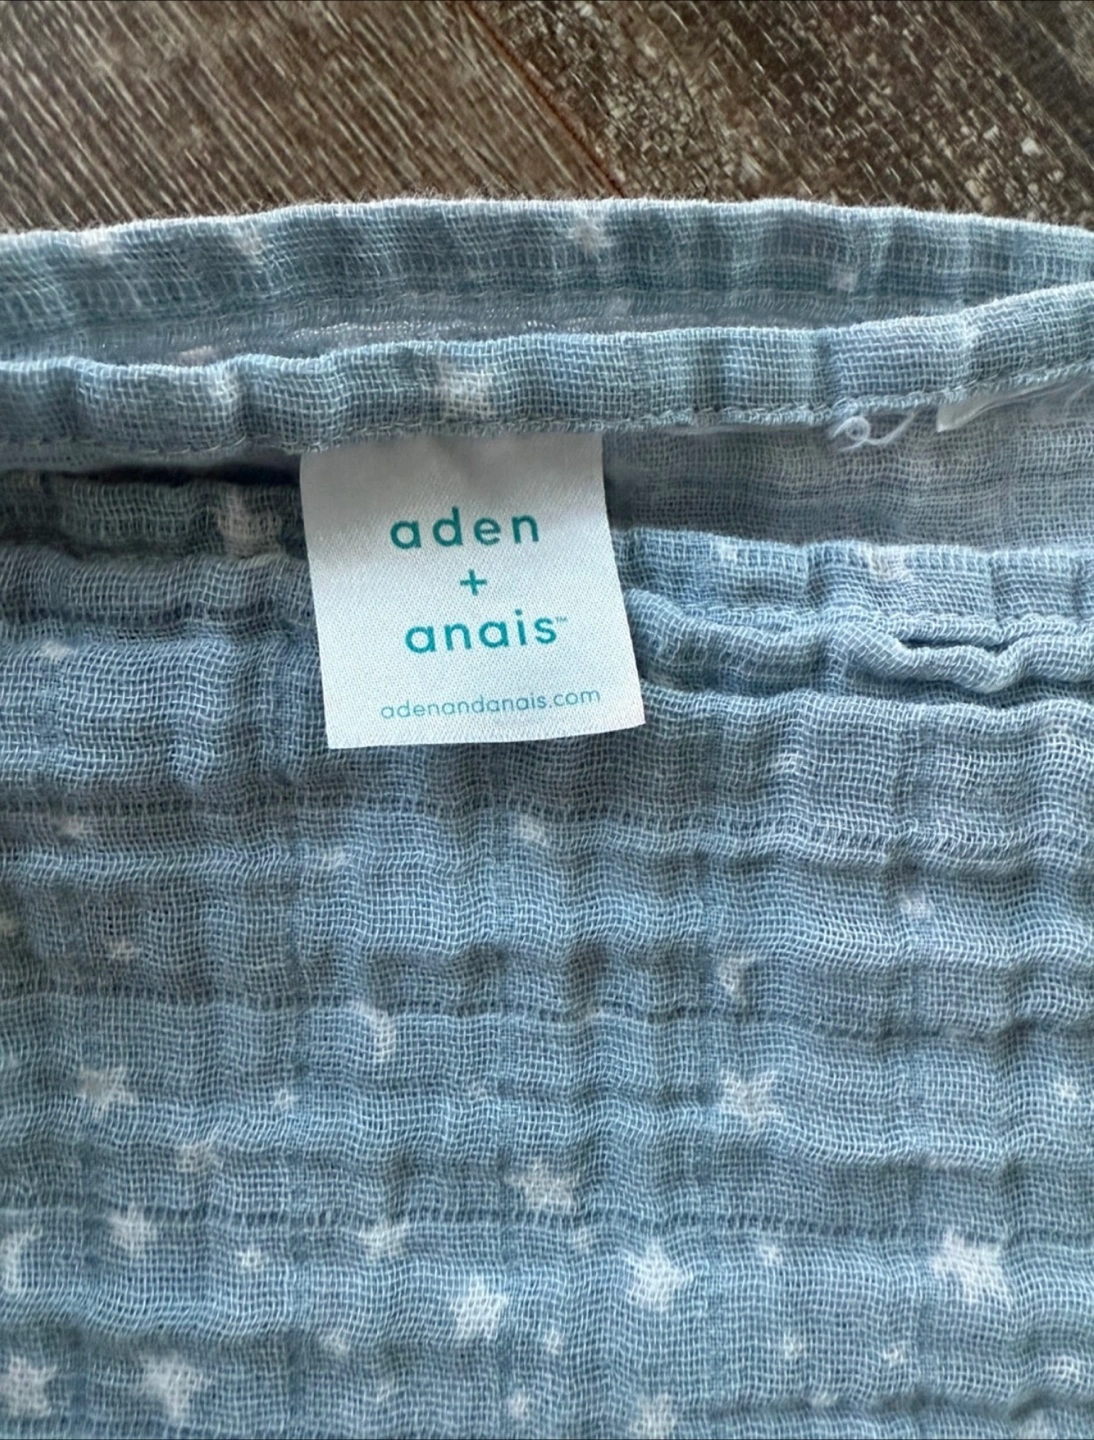 aden
+
anais™
adenandanais.com